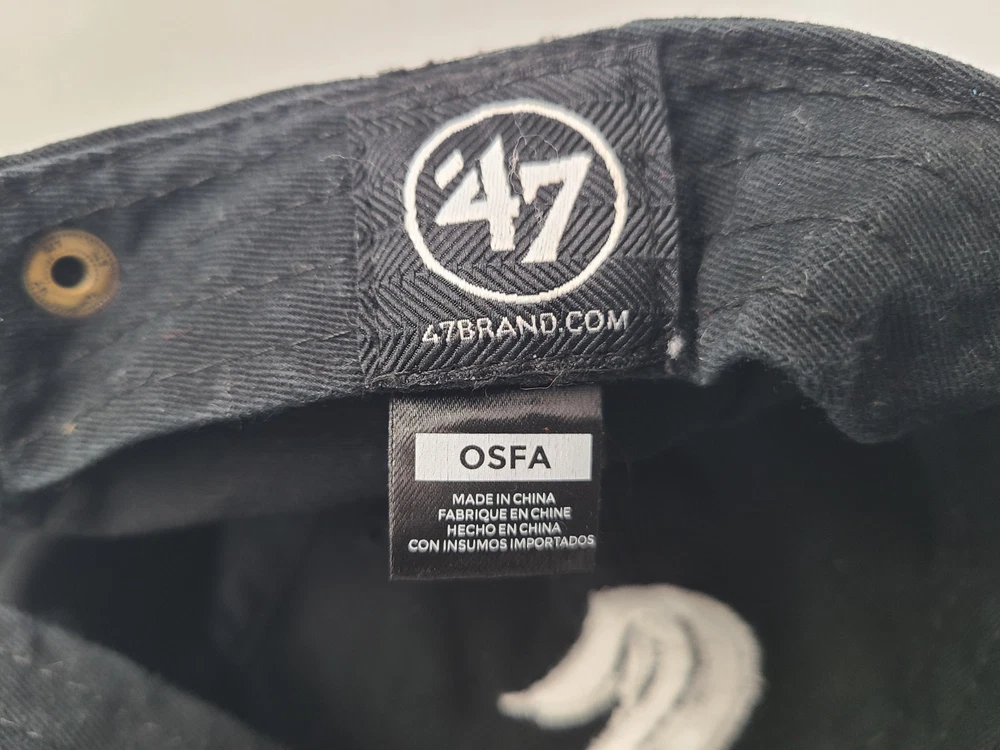 '47
47BRAND.COM
OSFA
MADE IN CHINA
FABRIQUE EN CHINE
HECHO EN CHINA
CON INSUMOS IMPORTADOS